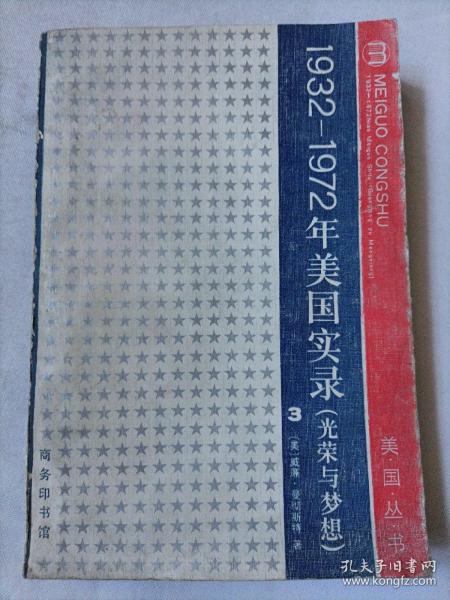 3 MEIGUO CONGSHU
美·国·丛·书
1932-1972年美国实录(光荣与梦想)
3
〔美〕威廉·曼彻斯特 著
商务印书馆
孔夫子旧书网
book.kongfz.com